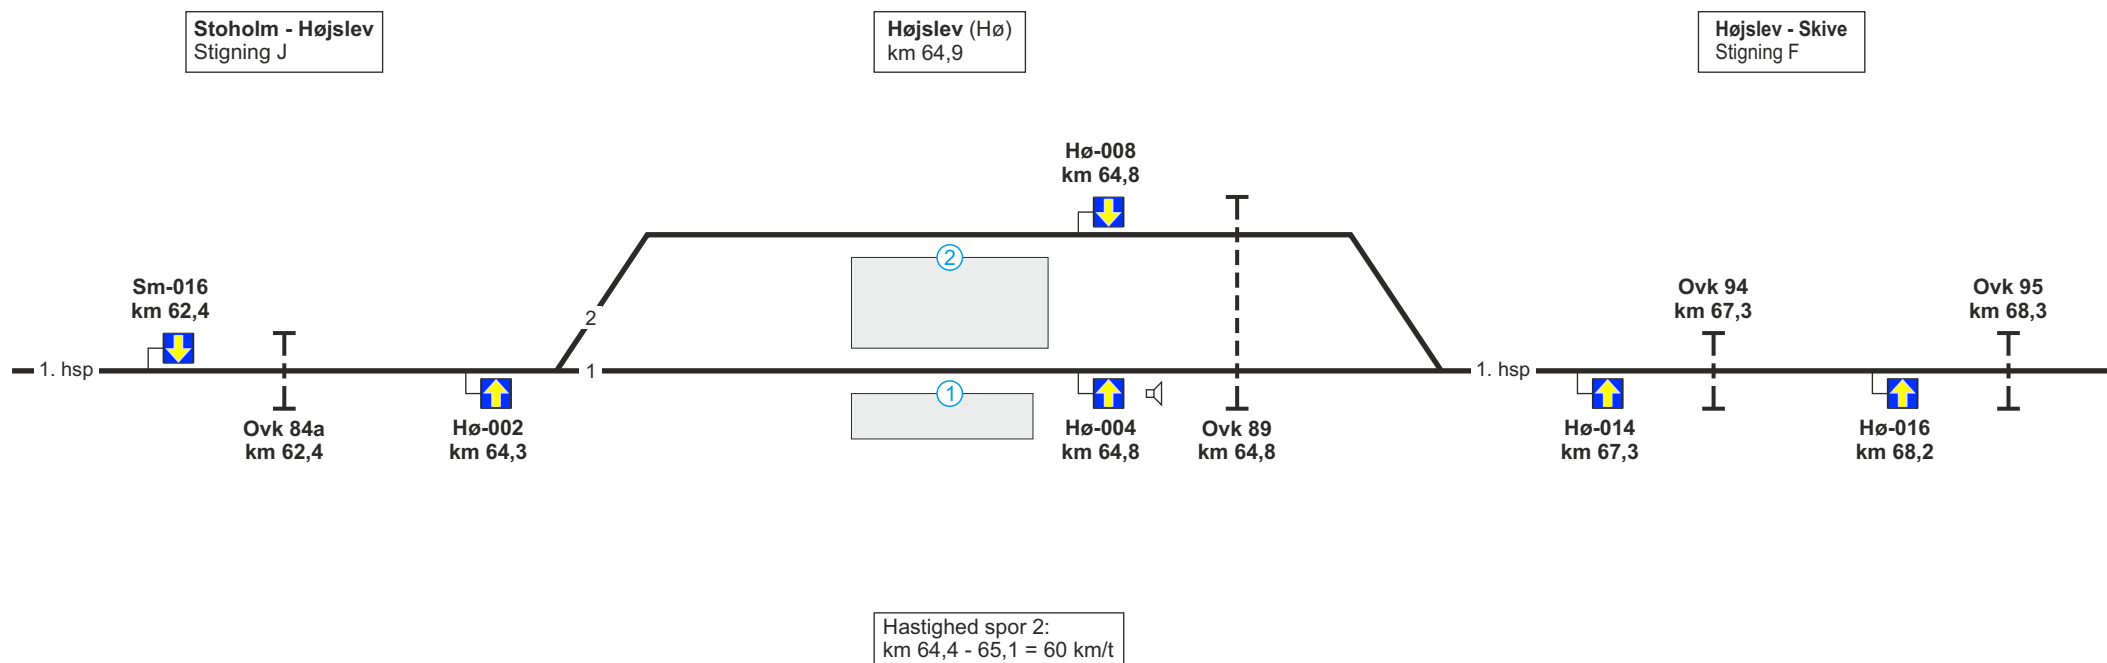 Stoholm - Højslev
Stigning J
Højslev (Hø)
km 64,9
Højslev - Skive
Stigning F
Hø-008
km 64,8
2
Sm-016
km 62,4
Ovk 94
km 67,3
Ovk 95
km 68,3
2
1. hsp
1
1. hsp
1
Ovk 84a
km 62,4
Hø-002
km 64,3
Hø-004
km 64,8
Ovk 89
km 64,8
Hø-014
km 67,3
Hø-016
km 68,2
Hastighed spor 2:
km 64,4 - 65,1 = 60 km/t